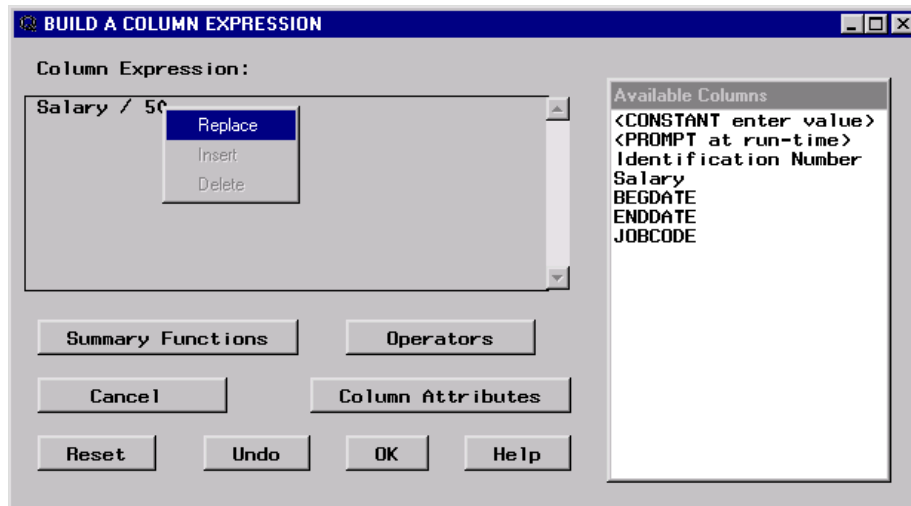 BUILD A COLUMN EXPRESSION
Column Expression:
Salary / 50
Replace
Insert
Delete
Available Columns
<CONSTANT enter value>
<PROMPT at run-time>
Identification Number
Salary
BEGDATE
ENDDATE
JOBCODE
Summary Functions
Operators
Cancel
Column Attributes
Reset
Undo
OK
Help